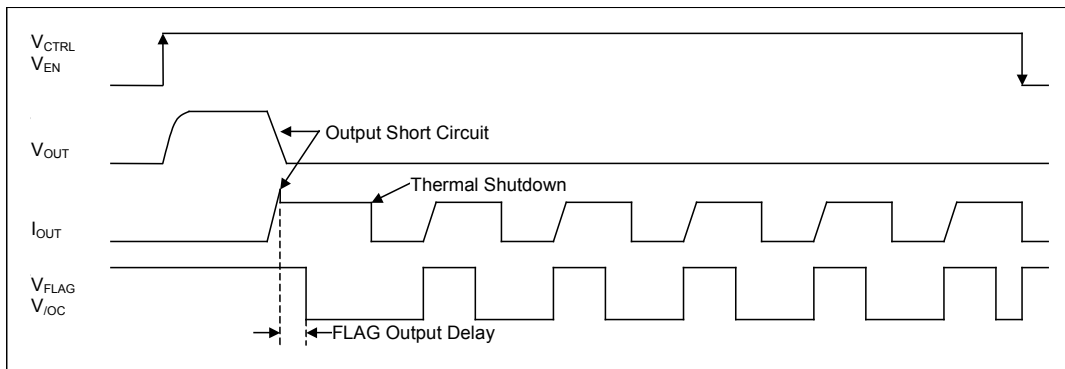 VCTRL
VEN
VOUT
Output Short Circuit
Thermal Shutdown
IOUT
VFLAG
V/OC
FLAG Output Delay